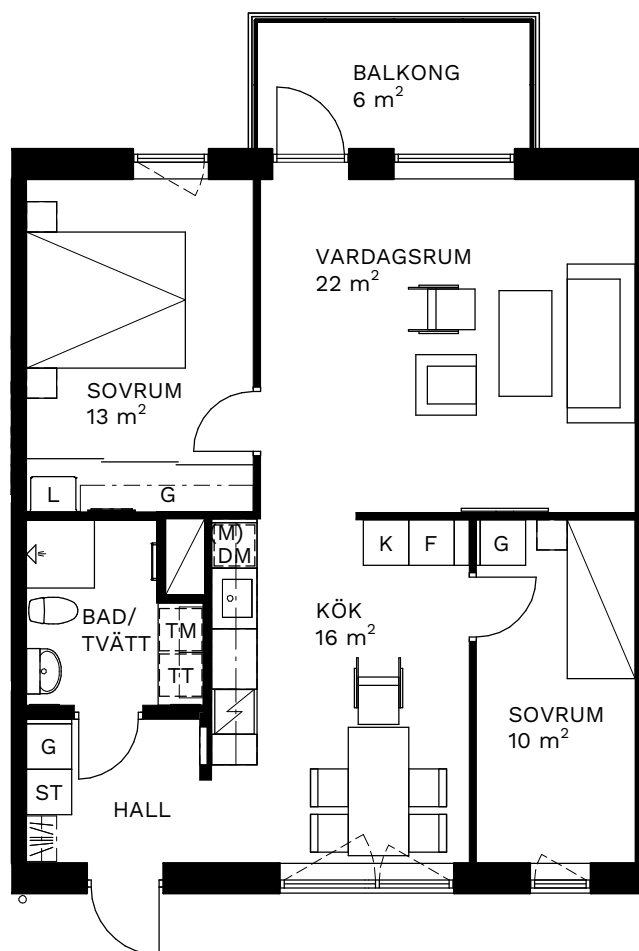 BALKONG
6 m²
VARDAGSRUM
22 m²
SOVRUM
13 m²
L
G
(M)
DM
K
F
G
BAD/
TVÄTT
TM
TT
KÖK
16 m²
SOVRUM
10 m²
G
ST
HALL